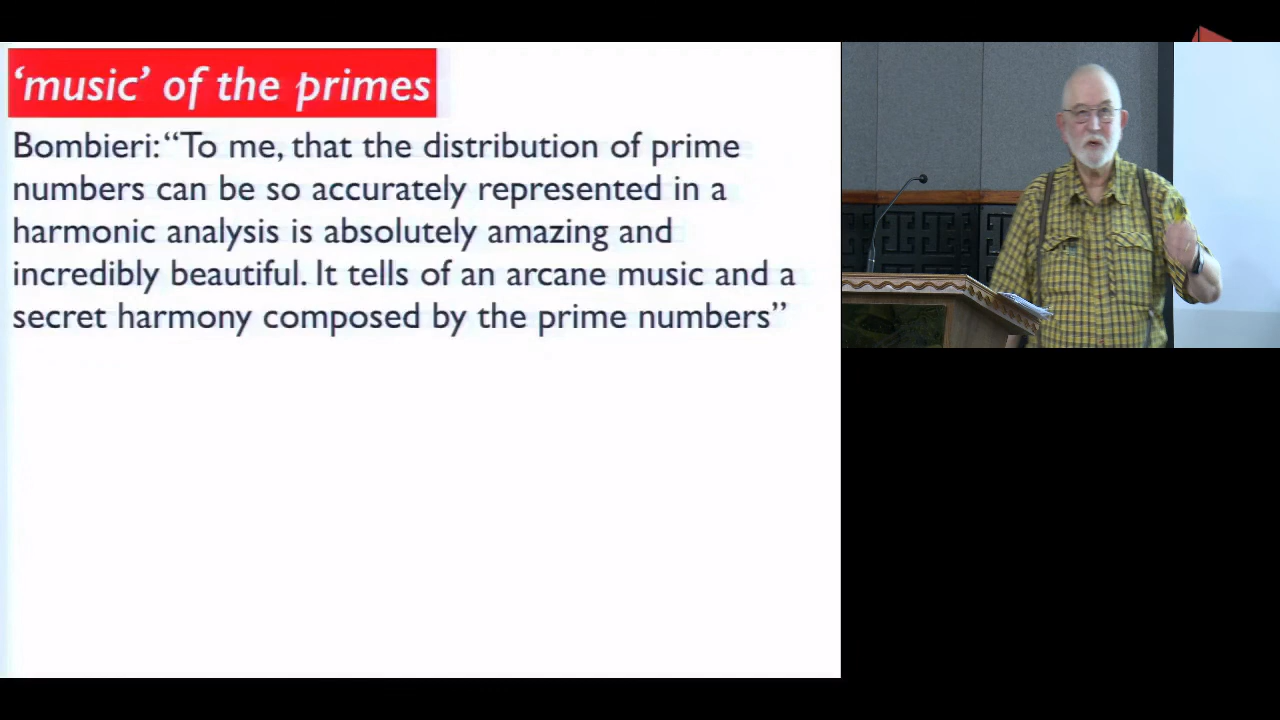 ‘music’ of the primes
Bombieri: “To me, that the distribution of prime
numbers can be so accurately represented in a
harmonic analysis is absolutely amazing and
incredibly beautiful. It tells of an arcane music and a
secret harmony composed by the prime numbers”